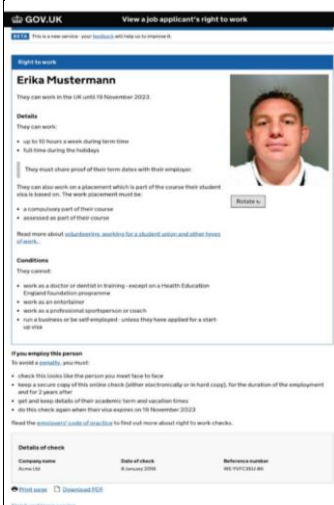 GOV.UK
View a job applicant's right to work
BETA This is a new service - your feedback will help us to improve it.
Right to work
Erika Mustermann
They can work in the UK until 19 November 2023.
Details
They can work:
• up to 10 hours a week during term time
• full-time during the holidays
They must share proof of their term dates with their employer.
They can also work on a placement which is part of the course their student
visa is based on. The work placement must be:
• a compulsory part of their course
• assessed as part of their course
Rotate
Read more about volunteering, working for a student union and other types
of work.
Conditions
They cannot:
• work as a doctor or dentist in training - except on a Health Education
England foundation programme
• work as an entertainer
• work as a professional sportsperson or coach
• run a business or be self-employed - unless they have applied for a start-
up visa
If you employ this person
To avoid a penalty, you must:
• check this looks like the person you meet face to face
• keep a secure copy of this online check (either electronically or in hard copy), for the duration of the employment
and for 2 years after
• get and keep details of their academic term and vacation times
• do this check again when their visa expires on 19 November 2023
Read the employers' code of practice to find out more about right to work checks.
Details of check
Company name
Date of check
Reference number
Acme Ltd
Print page
Download PDF